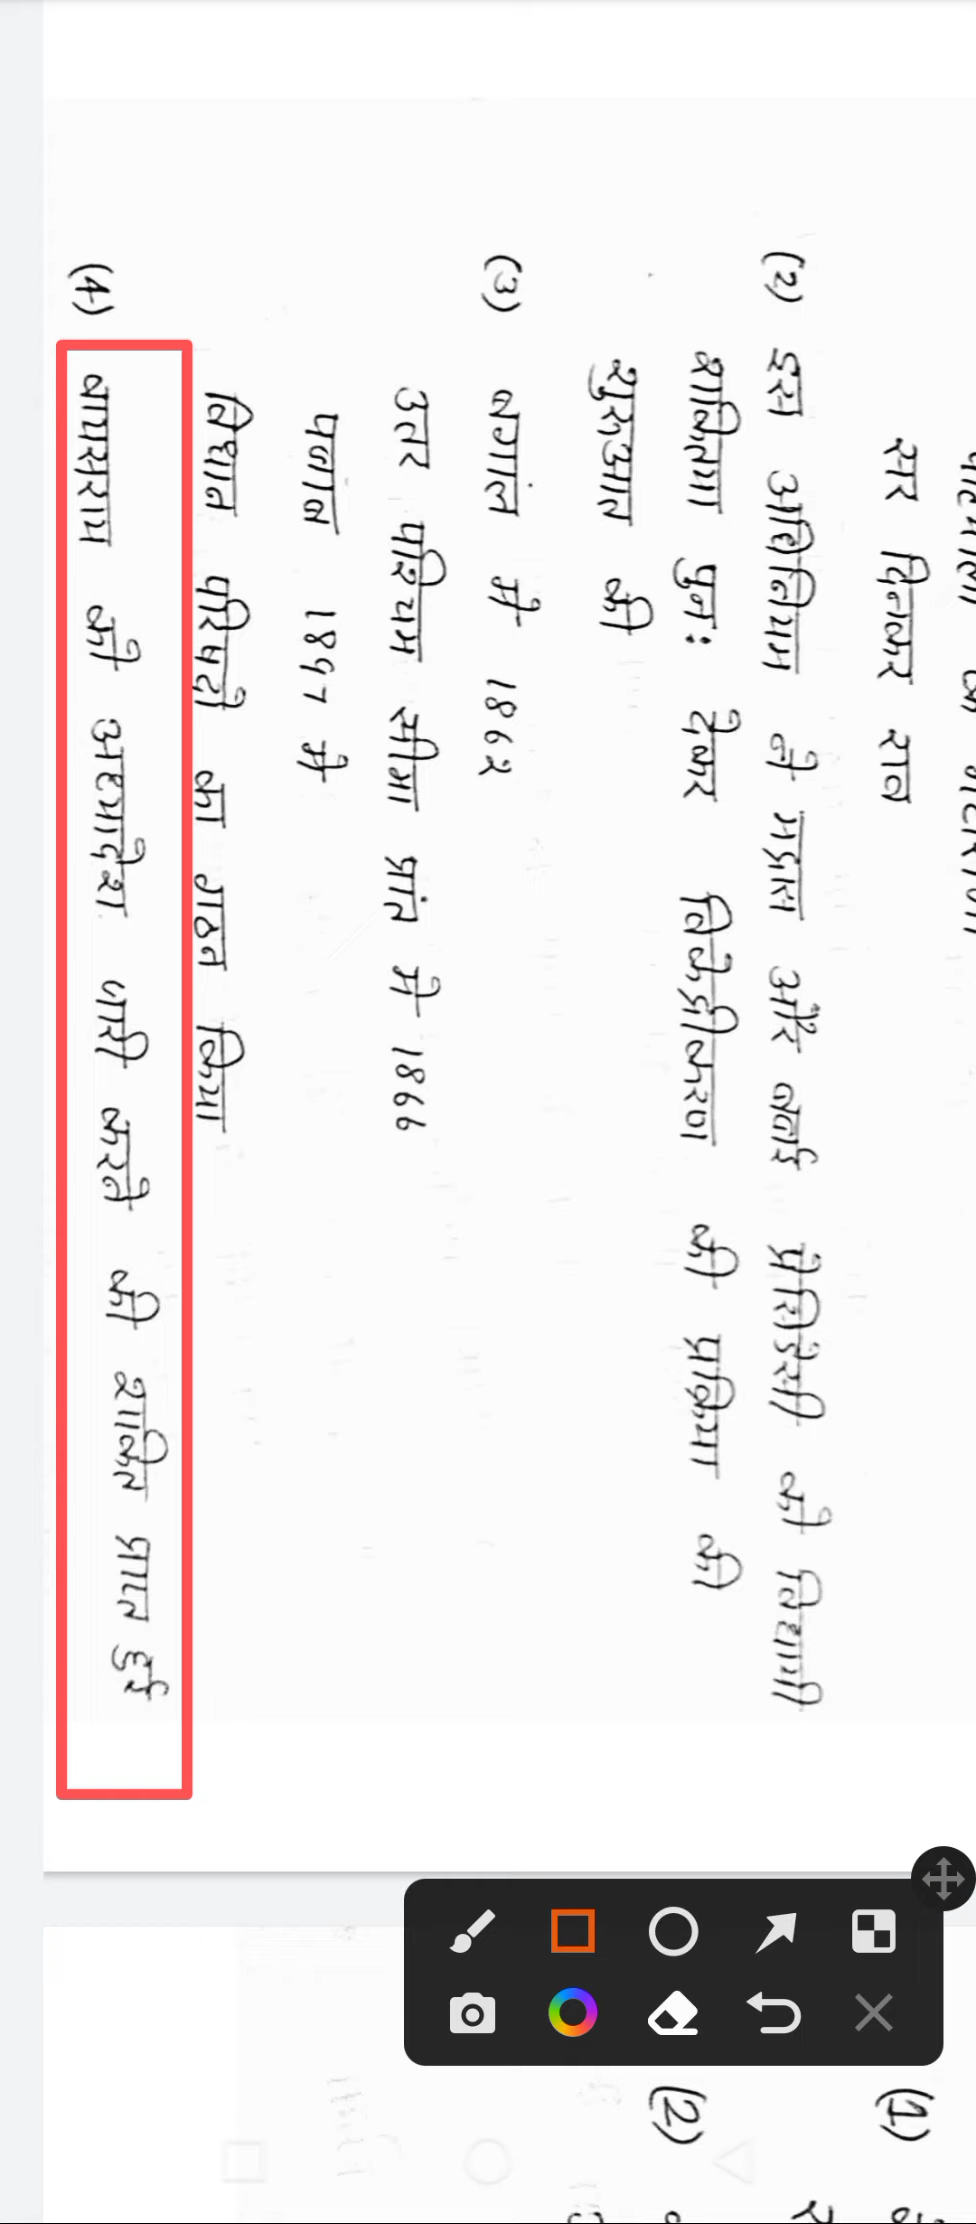 सर दिनकर राव
(2) इस अधिनियम ने मद्रास और बम्बई प्रेसिडेंसी को विधायी
शक्तियां पुनः देकर विकेन्द्रीकरण की प्रक्रिया की
शुरुआत की
(3) बंगाल में 1862
उत्तर पश्चिम सीमा प्रांत में 1866
पंजाब 1897 में
विधान परिषदों का गठन किया
(4) वायसराय को अध्यादेश जारी करने की शक्ति प्राप्त हुई
(1)
(2)